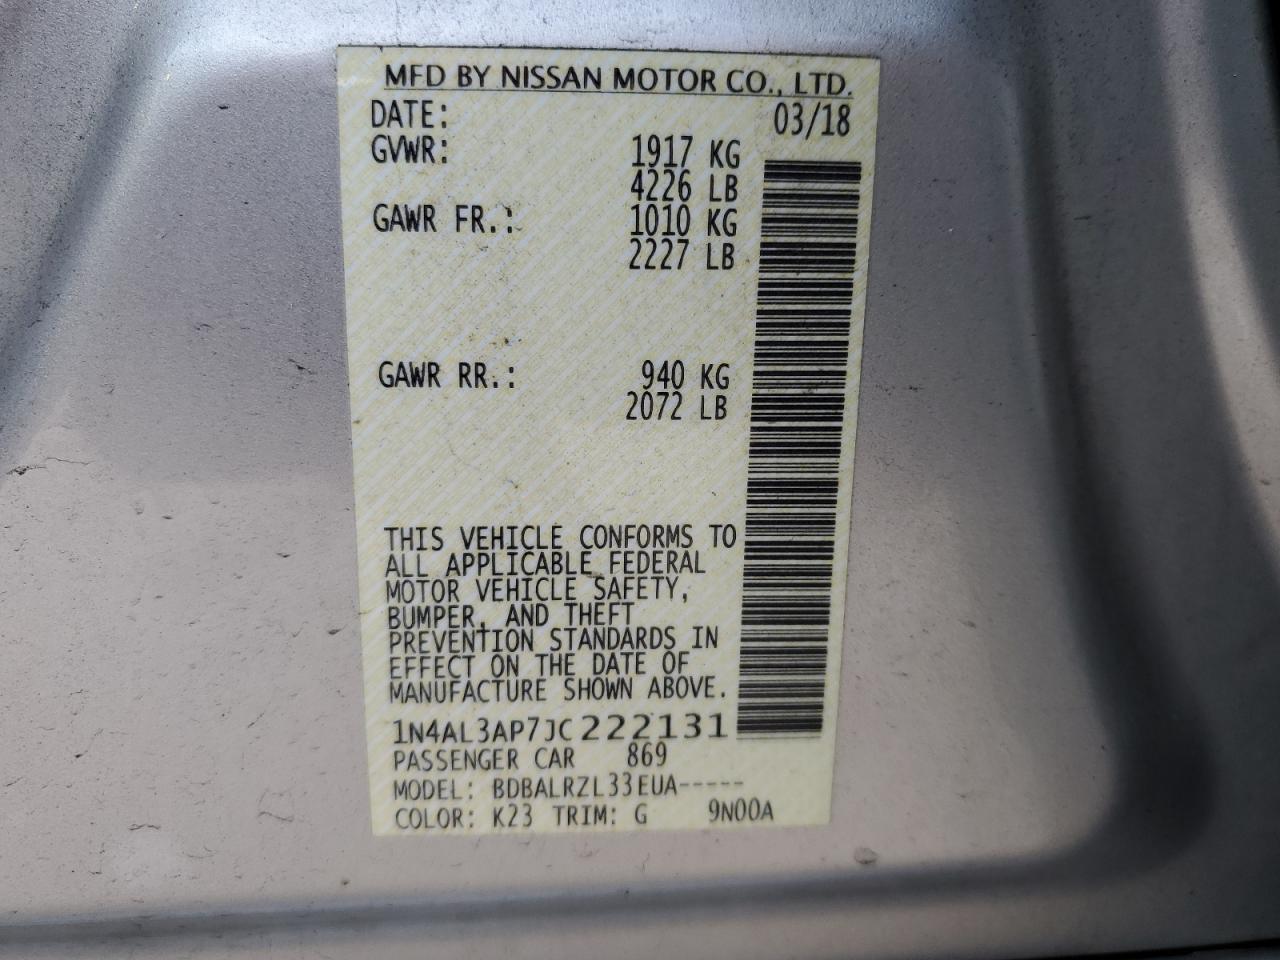 MFD BY NISSAN MOTOR CO., LTD.
DATE: 03/18
GVWR: 1917 KG
4226 LB
GAWR FR.: 1010 KG
2227 LB
GAWR RR.: 940 KG
2072 LB
THIS VEHICLE CONFORMS TO
ALL APPLICABLE FEDERAL
MOTOR VEHICLE SAFETY,
BUMPER, AND THEFT
PREVENTION STANDARDS IN
EFFECT ON THE DATE OF
MANUFACTURE SHOWN ABOVE.
1N4AL3AP7JC222131
PASSENGER CAR 869
MODEL: BDBALRZL33EUA-----
COLOR: K23 TRIM: G 9N00A